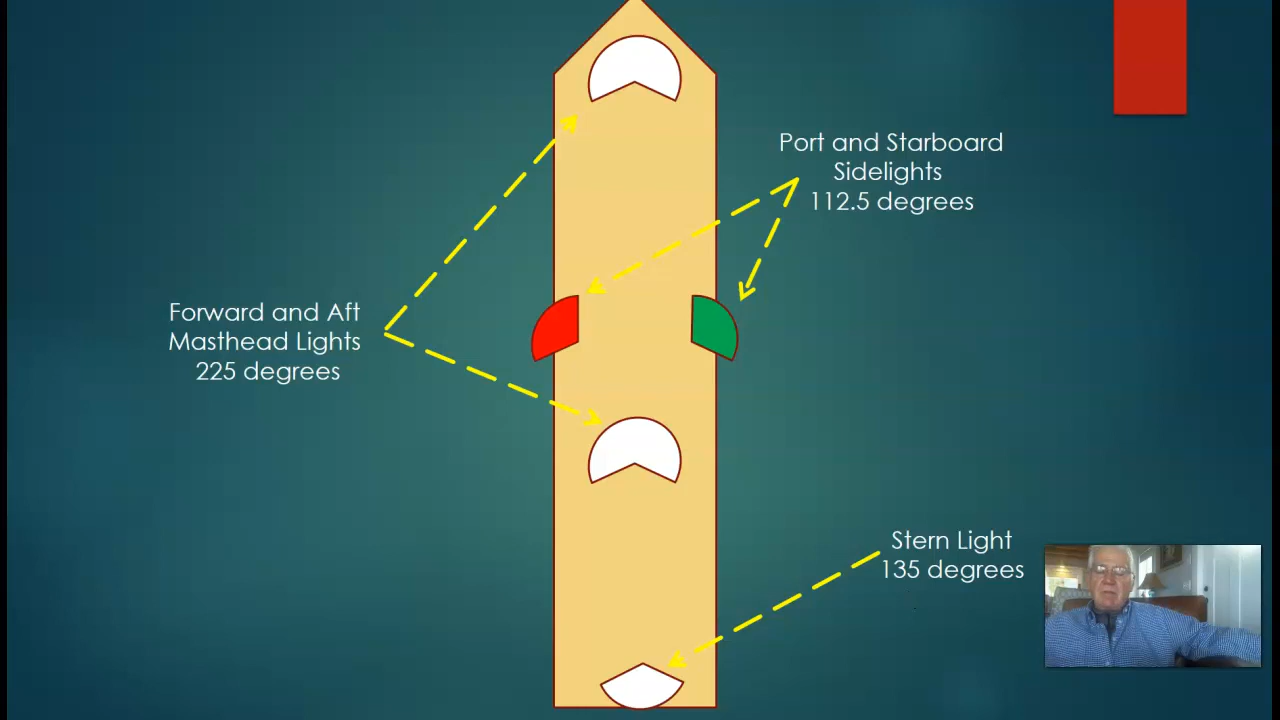 Port and Starboard
Sidelights
112.5 degrees
Forward and Aft
Masthead Lights
225 degrees
Stern Light
135 degrees